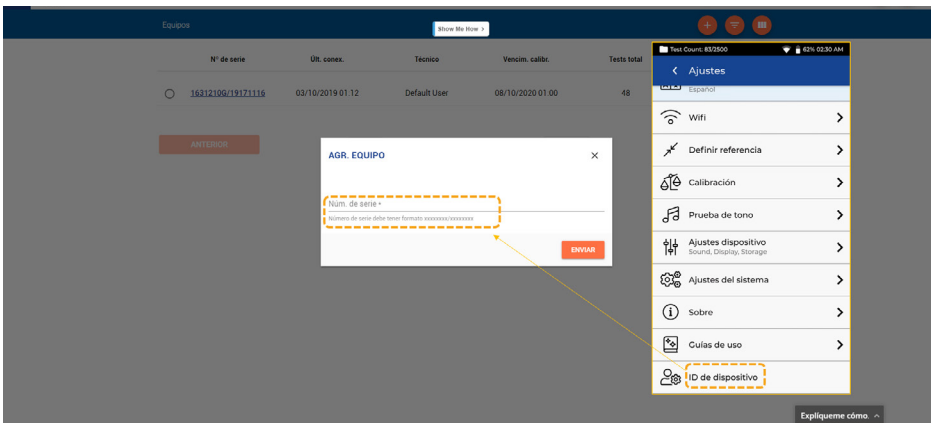 Equipos
Show Me How >
Nº de serie Últ. conex. Técnico Vencim. calibr. Tests total
1631210G/19171116 03/10/2019 01:12 Default User 08/10/2020 01:00 48
ANTERIOR
AGR. EQUIPO
Núm. de serie *
Número de serie debe tener formato xxxxxxxx/xxxxxxxx
ENVIAR
Test Count: 83/2500 62% 02:30 AM
Ajustes
Español
Wifi
Definir referencia
Calibración
Prueba de tono
Ajustes dispositivo
Sound, Display, Storage
Ajustes del sistema
Sobre
Guías de uso
ID de dispositivo
Explíqueme cómo.